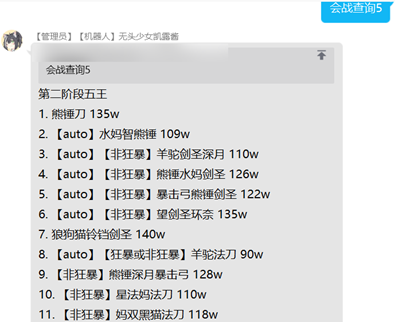 会战查询5
【管理员】【机器人】无头少女凯露酱
会战查询5
第二阶段五王
1. 熊锤刀 135w
2. 【auto】水妈智熊锤 109w
3. 【auto】【非狂暴】羊驼剑圣深月 110w
4. 【auto】【非狂暴】熊锤水妈剑圣 126w
5. 【auto】【非狂暴】暴击弓熊锤剑圣 122w
6. 【auto】【非狂暴】望剑圣环奈 135w
7. 狼狗猫铃铛剑圣 140w
8. 【auto】【狂暴或非狂暴】羊驼法刀 90w
9. 【非狂暴】熊锤深月暴击弓 128w
10. 【非狂暴】星法妈法刀 110w
11. 【非狂暴】妈双黑猫法刀 118w